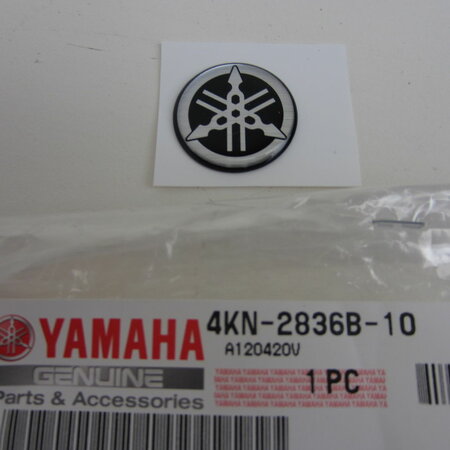 YAMAHA
GENUINE
Parts & Accessories
4KN-2836B-10
A120420V
1PC